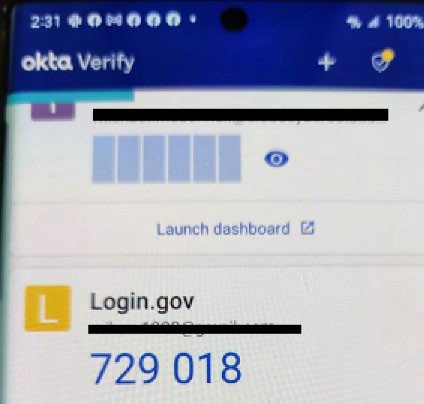 2:31 100%
okta Verify
Launch dashboard
L
Login.gov
729 018